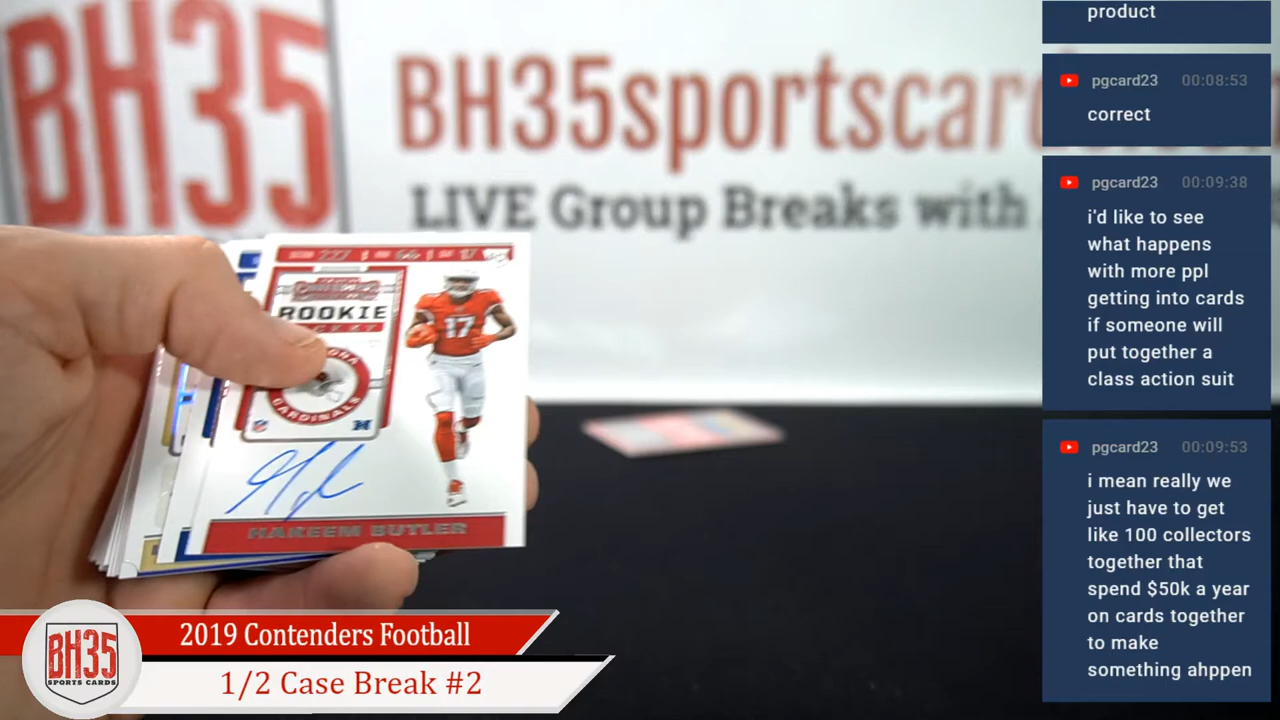 BH35
BH35sportscar
LIVE Group Breaks with
ROOKIE
CARDINALS
17
HAKEEM BUTLER
BH35
SPORTS CARDS
2019 Contenders Football
1/2 Case Break #2
product
pgcard23 00:08:53
correct
pgcard23 00:09:38
i'd like to see
what happens
with more ppl
getting into cards
if someone will
put together a
class action suit
pgcard23 00:09:53
i mean really we
just have to get
like 100 collectors
together that
spend $50k a year
on cards together
to make
something ahppen